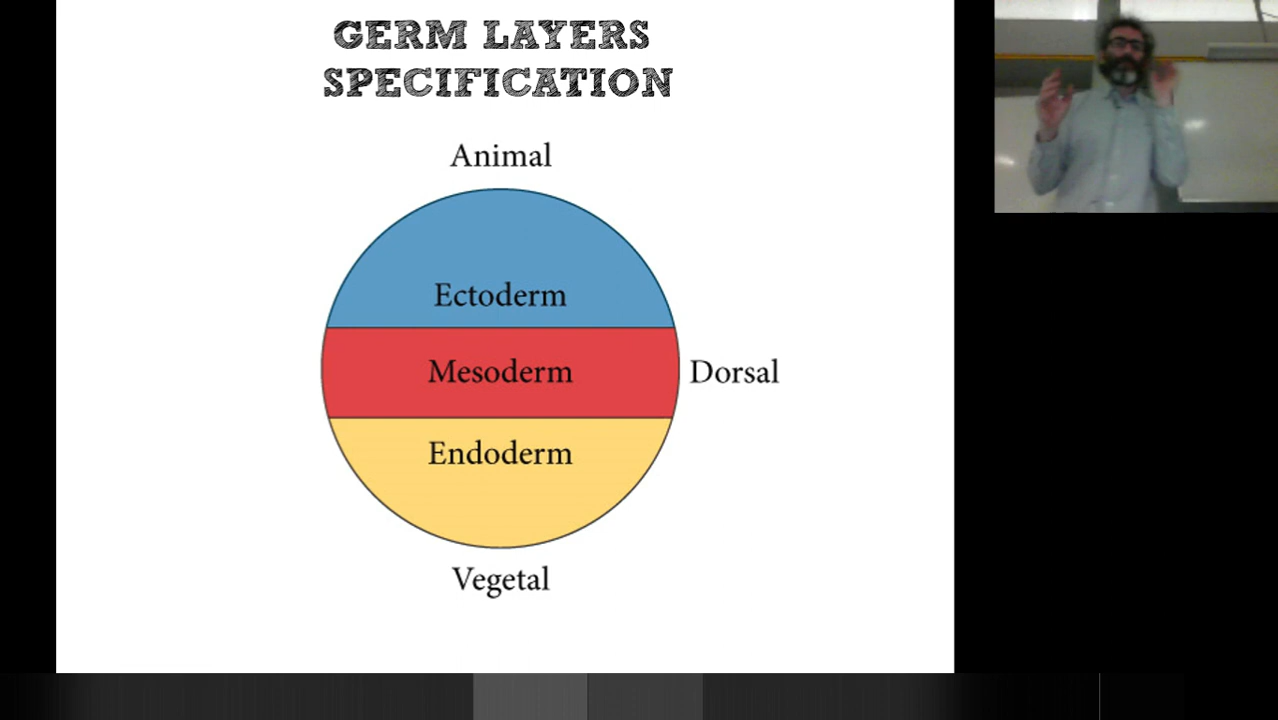 GERM LAYERS
SPECIFICATION
Animal
Ectoderm
Mesoderm
Dorsal
Endoderm
Vegetal